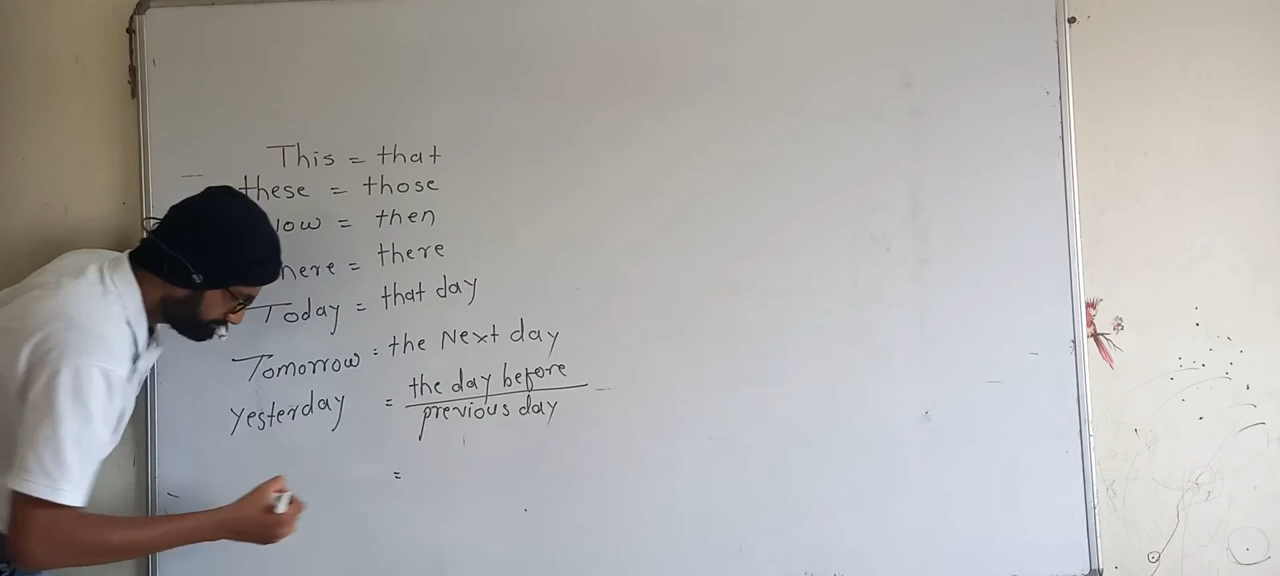 This = that
these = those
Now = then
here = there
Today = that day
Tomorrow = the Next day
yesterday = the day before
previous day
=